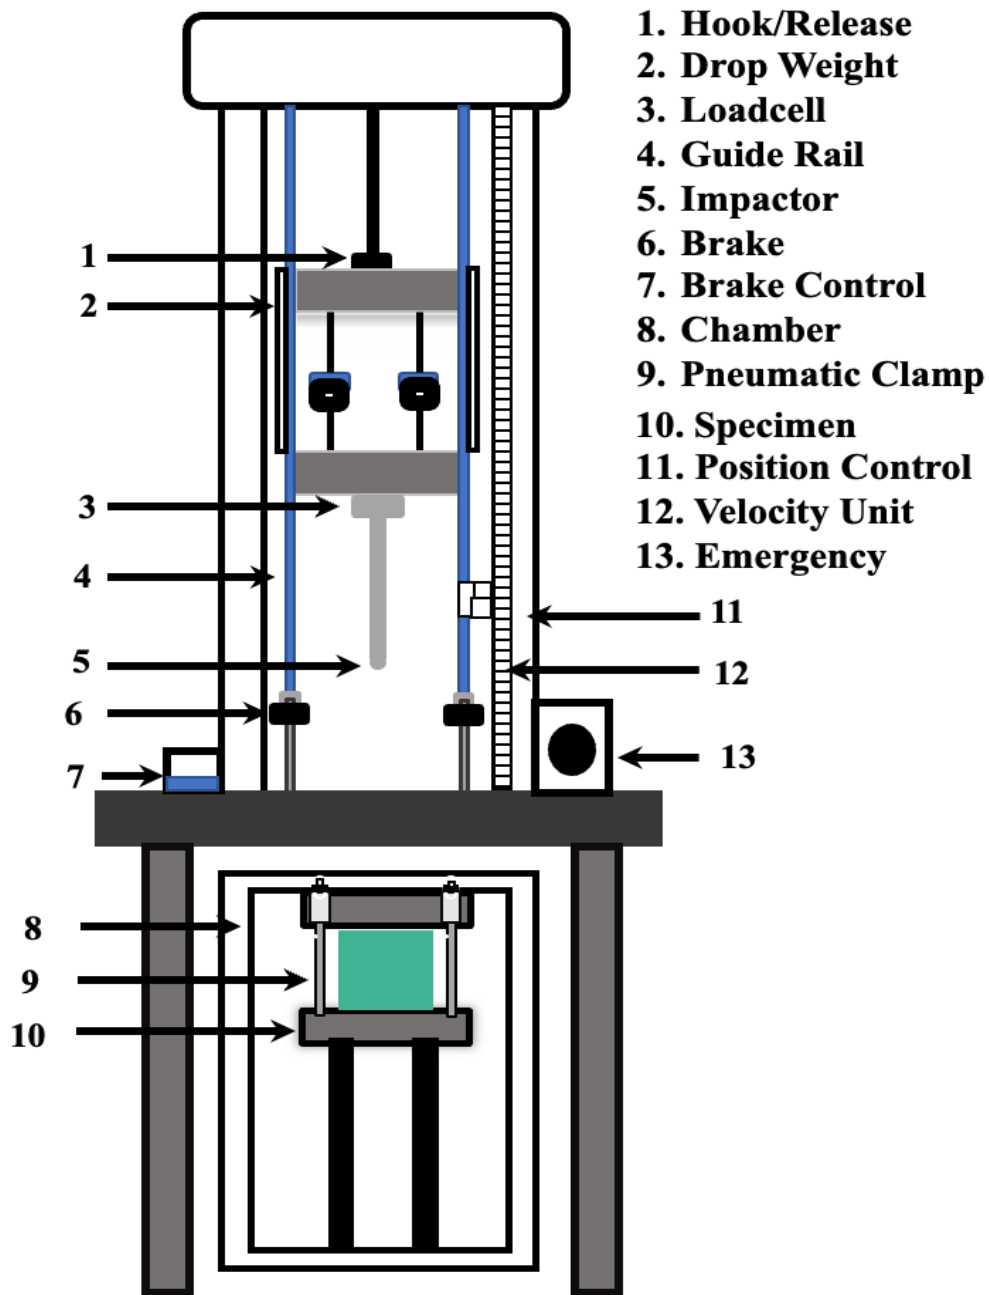 1. Hook/Release
2. Drop Weight
3. Loadcell
4. Guide Rail
5. Impactor
6. Brake
7. Brake Control
8. Chamber
9. Pneumatic Clamp
10. Specimen
11. Position Control
12. Velocity Unit
13. Emergency
1
2
3
4
5
6
7
8
9
10
11
12
13